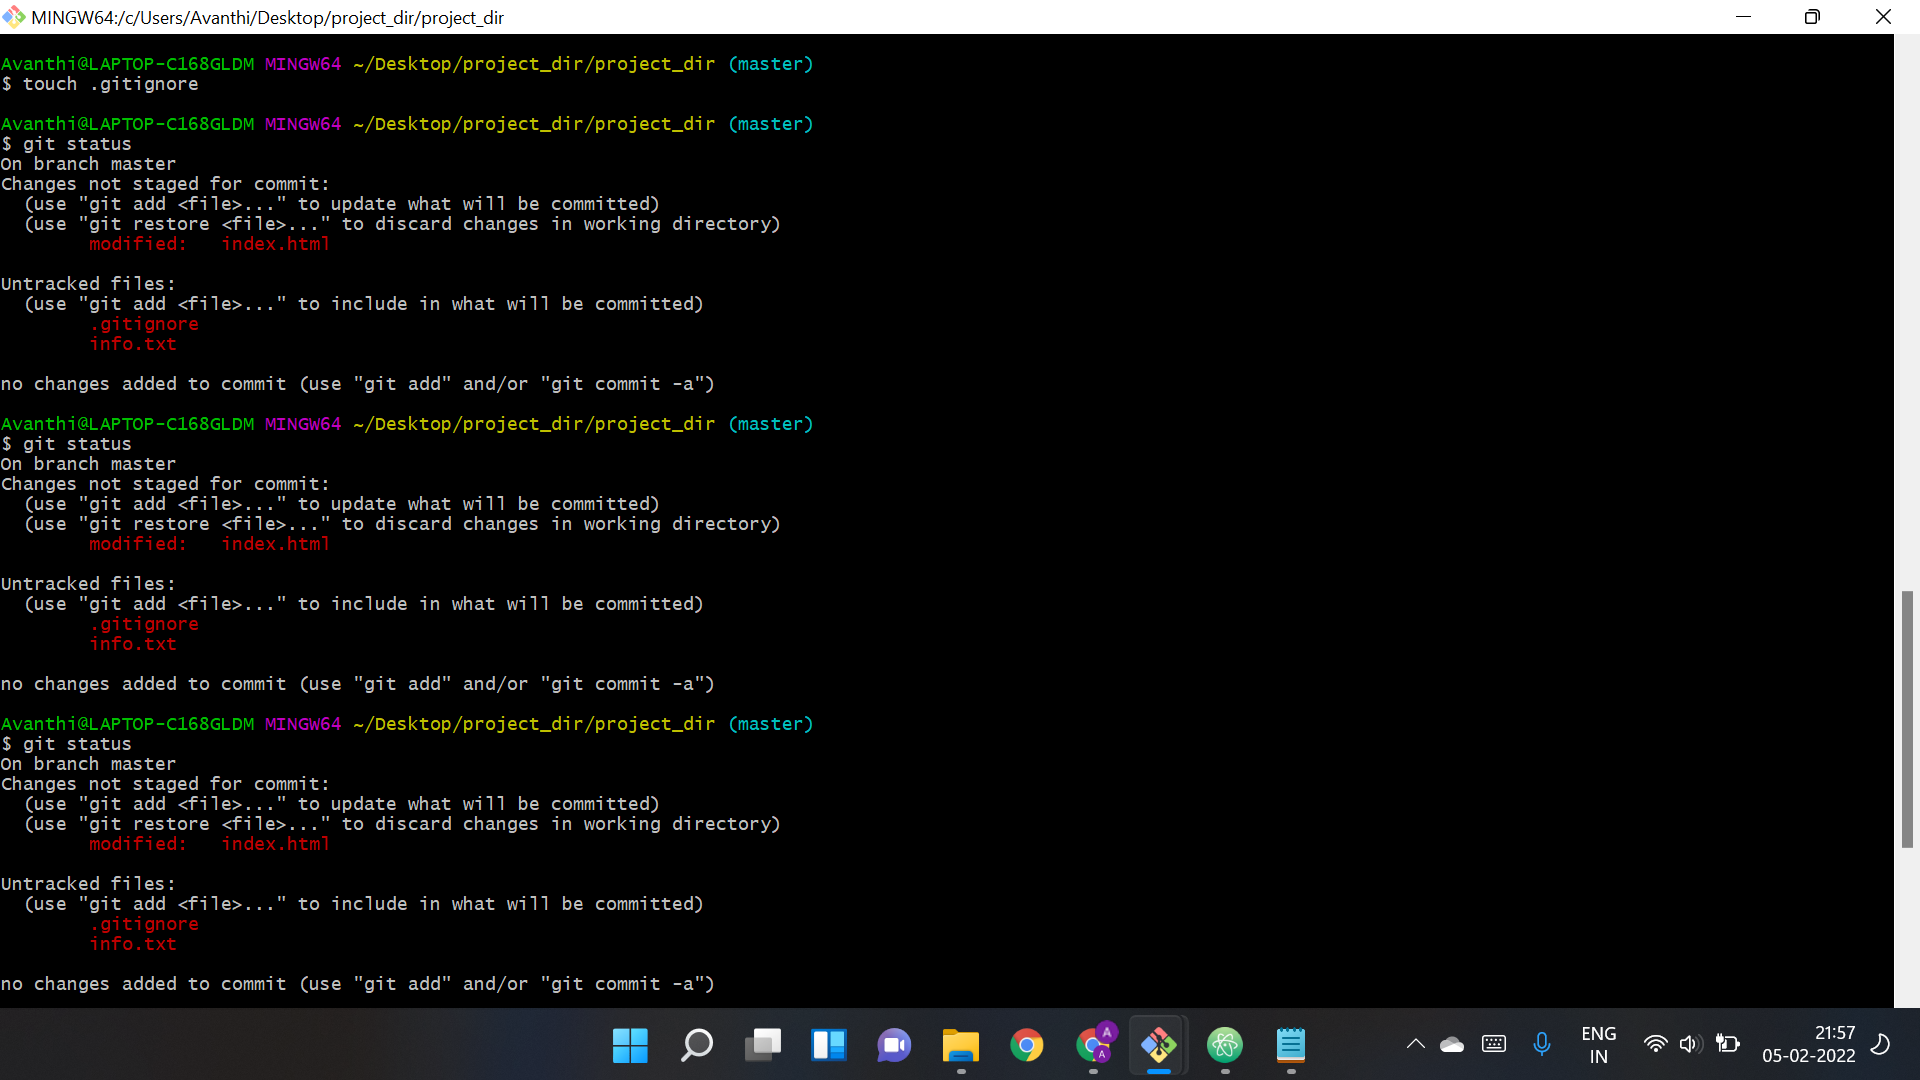 MINGW64:/c/Users/Avanthi/Desktop/project_dir/project_dir
Avanthi@LAPTOP-C168GLDM MINGW64 ~/Desktop/project_dir/project_dir (master)
$ touch .gitignore
Avanthi@LAPTOP-C168GLDM MINGW64 ~/Desktop/project_dir/project_dir (master)
$ git status
On branch master
Changes not staged for commit:
  (use "git add <file>..." to update what will be committed)
  (use "git restore <file>..." to discard changes in working directory)
        modified:   index.html
Untracked files:
  (use "git add <file>..." to include in what will be committed)
        .gitignore
        info.txt
no changes added to commit (use "git add" and/or "git commit -a")
Avanthi@LAPTOP-C168GLDM MINGW64 ~/Desktop/project_dir/project_dir (master)
$ git status
On branch master
Changes not staged for commit:
  (use "git add <file>..." to update what will be committed)
  (use "git restore <file>..." to discard changes in working directory)
        modified:   index.html
Untracked files:
  (use "git add <file>..." to include in what will be committed)
        .gitignore
        info.txt
no changes added to commit (use "git add" and/or "git commit -a")
Avanthi@LAPTOP-C168GLDM MINGW64 ~/Desktop/project_dir/project_dir (master)
$ git status
On branch master
Changes not staged for commit:
  (use "git add <file>..." to update what will be committed)
  (use "git restore <file>..." to discard changes in working directory)
        modified:   index.html
Untracked files:
  (use "git add <file>..." to include in what will be committed)
        .gitignore
        info.txt
no changes added to commit (use "git add" and/or "git commit -a")
A
A
ENG
IN
21:57
05-02-2022